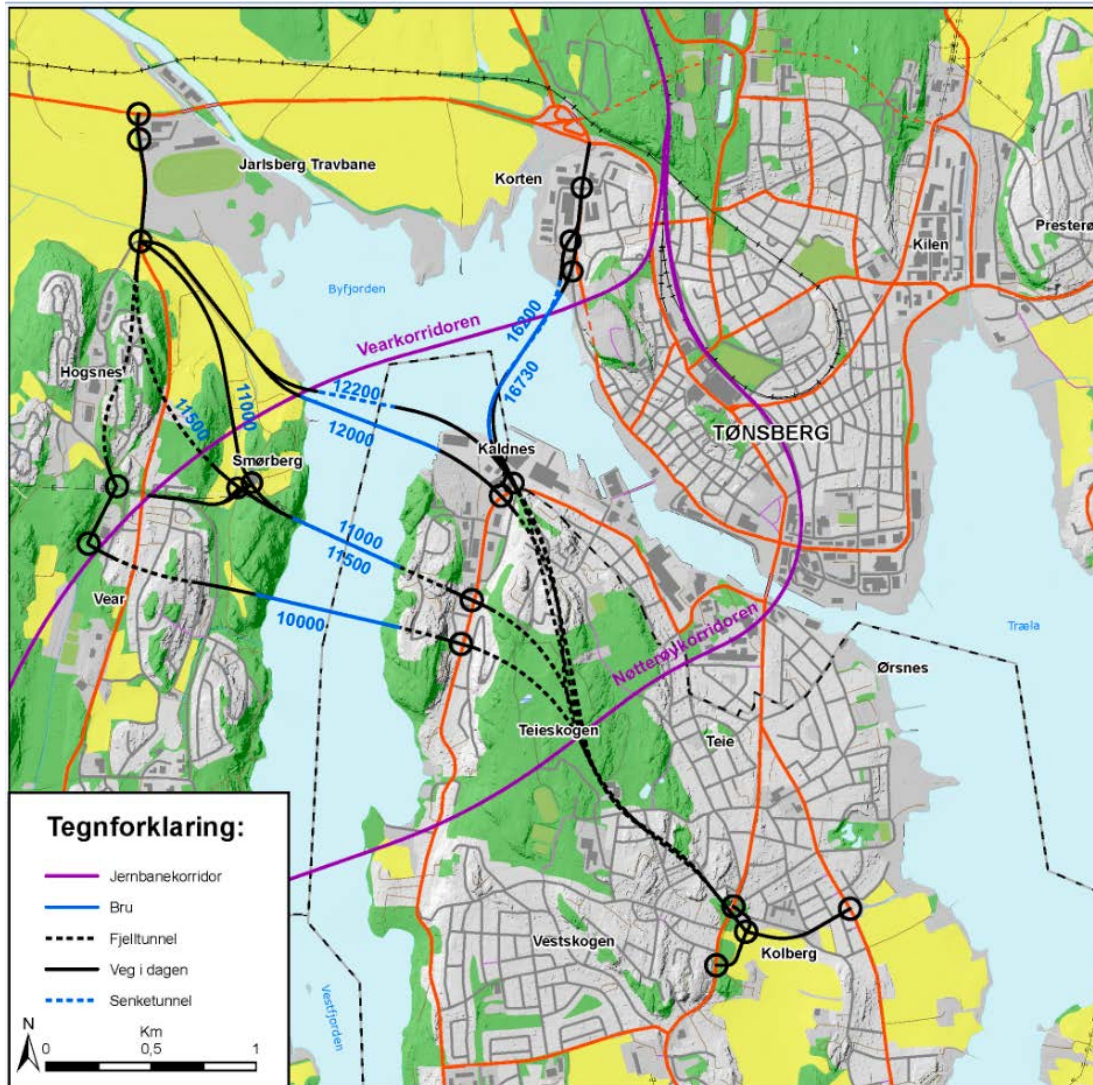 Jarlsberg Travbane
Korten
Kilen
Presterø
Byfjorden
16200
Vearkorridoren
16730
Hogsnes
12200
11000
11500
12000
TØNSBERG
Kaldnes
Smørberg
11000
11500
Vear
10000
Træla
Nøtterøykorridoren
Ørsnes
Teieskogen
Teie
Vestskogen
Kolberg
Vestfjorden
Tegnforklaring:
Jernbanekorridor
Bru
Fjelltunnel
Veg i dagen
Senketunnel
N
Km
0 0,5 1